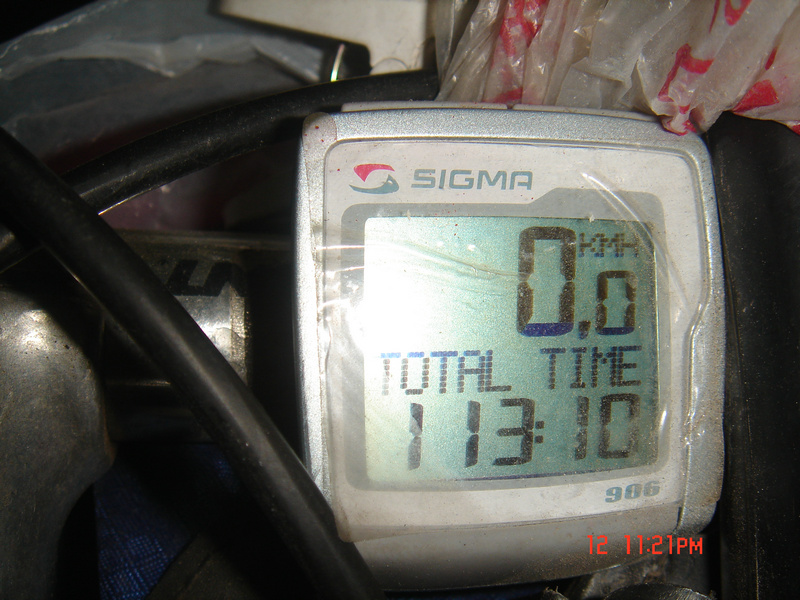 SIGMA
KMH
0,0
TOTAL TIME
113:10
906
12 11:21PM